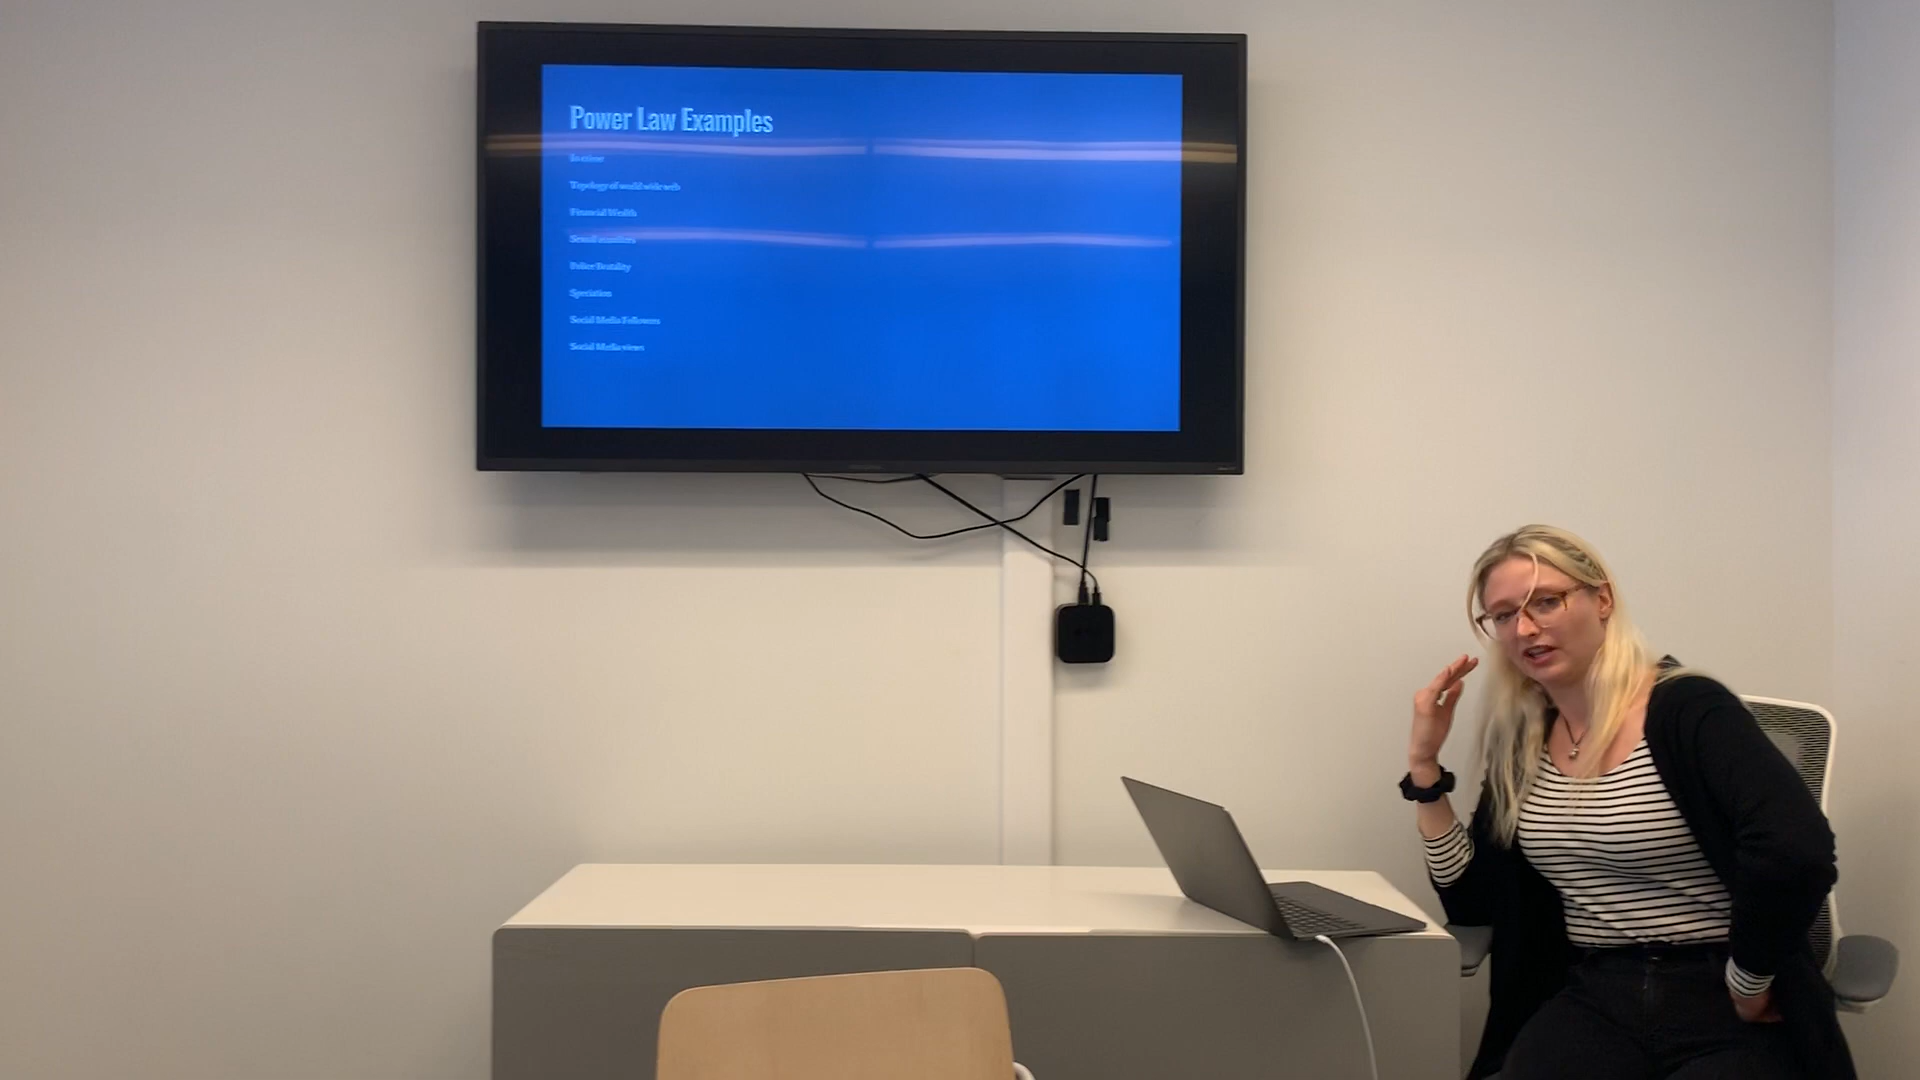 Power Law Examples
Topology of world wide web
Financial Wealth
Police Brutality
Speciation
Social Media Followers
Social Media views